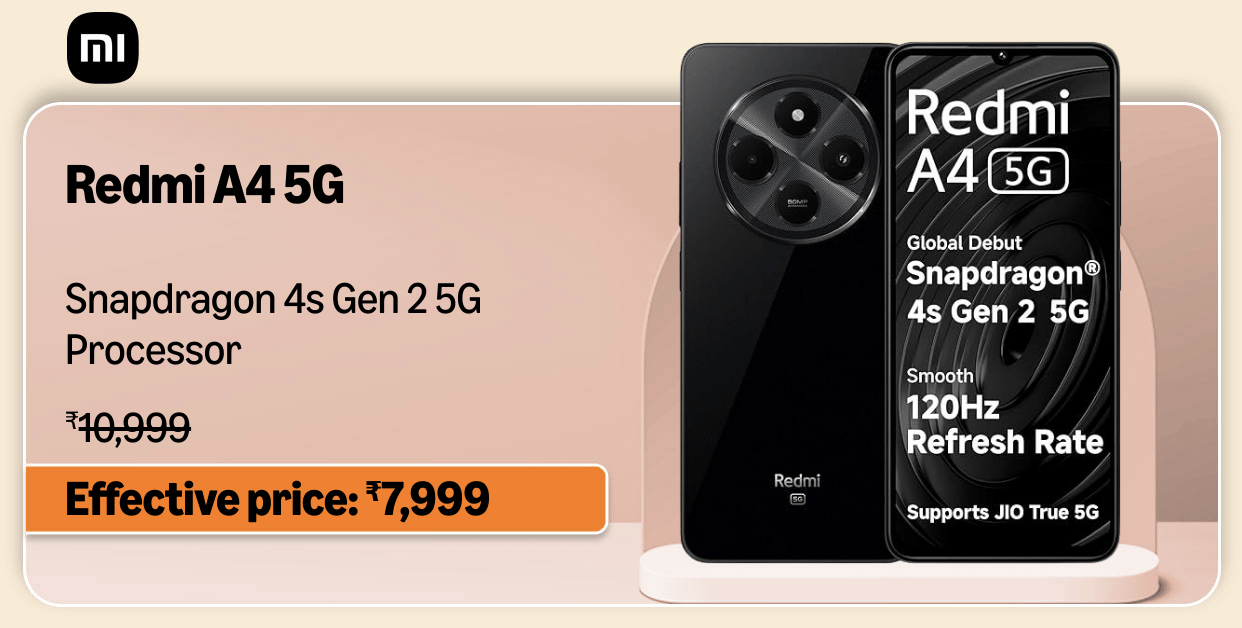 mi
Redmi A4 5G
Snapdragon 4s Gen 2 5G
Processor
₹10,999
Effective price: ₹7,999
50MP
Redmi
5G
Redmi
A4 5G
Global Debut
Snapdragon®
4s Gen 2 5G
Smooth
120Hz
Refresh Rate
Supports JIO True 5G